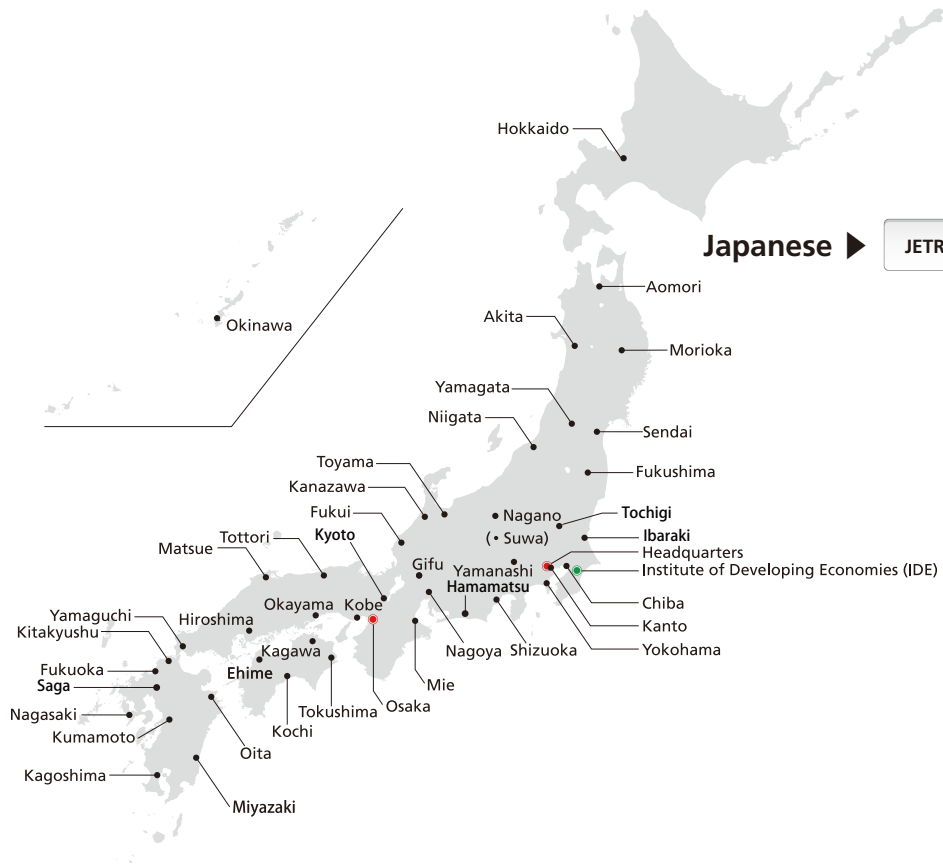 Hokkaido
Japanese ▶
JETR
Aomori
Okinawa
Akita
Morioka
Yamagata
Niigata
Sendai
Toyama
Fukushima
Kanazawa
Fukui
Nagano
Tochigi
Kyoto
(• Suwa)
Ibaraki
Tottori
Headquarters
Matsue
Gifu
Yamanashi
Institute of Developing Economies (IDE)
Hamamatsu
Okayama
Kobe
Chiba
Yamaguchi
Hiroshima
Kanto
Kitakyushu
Kagawa
Nagoya
Shizuoka
Yokohama
Fukuoka
Ehime
Saga
Mie
Tokushima
Osaka
Nagasaki
Kochi
Kumamoto
Oita
Kagoshima
Miyazaki